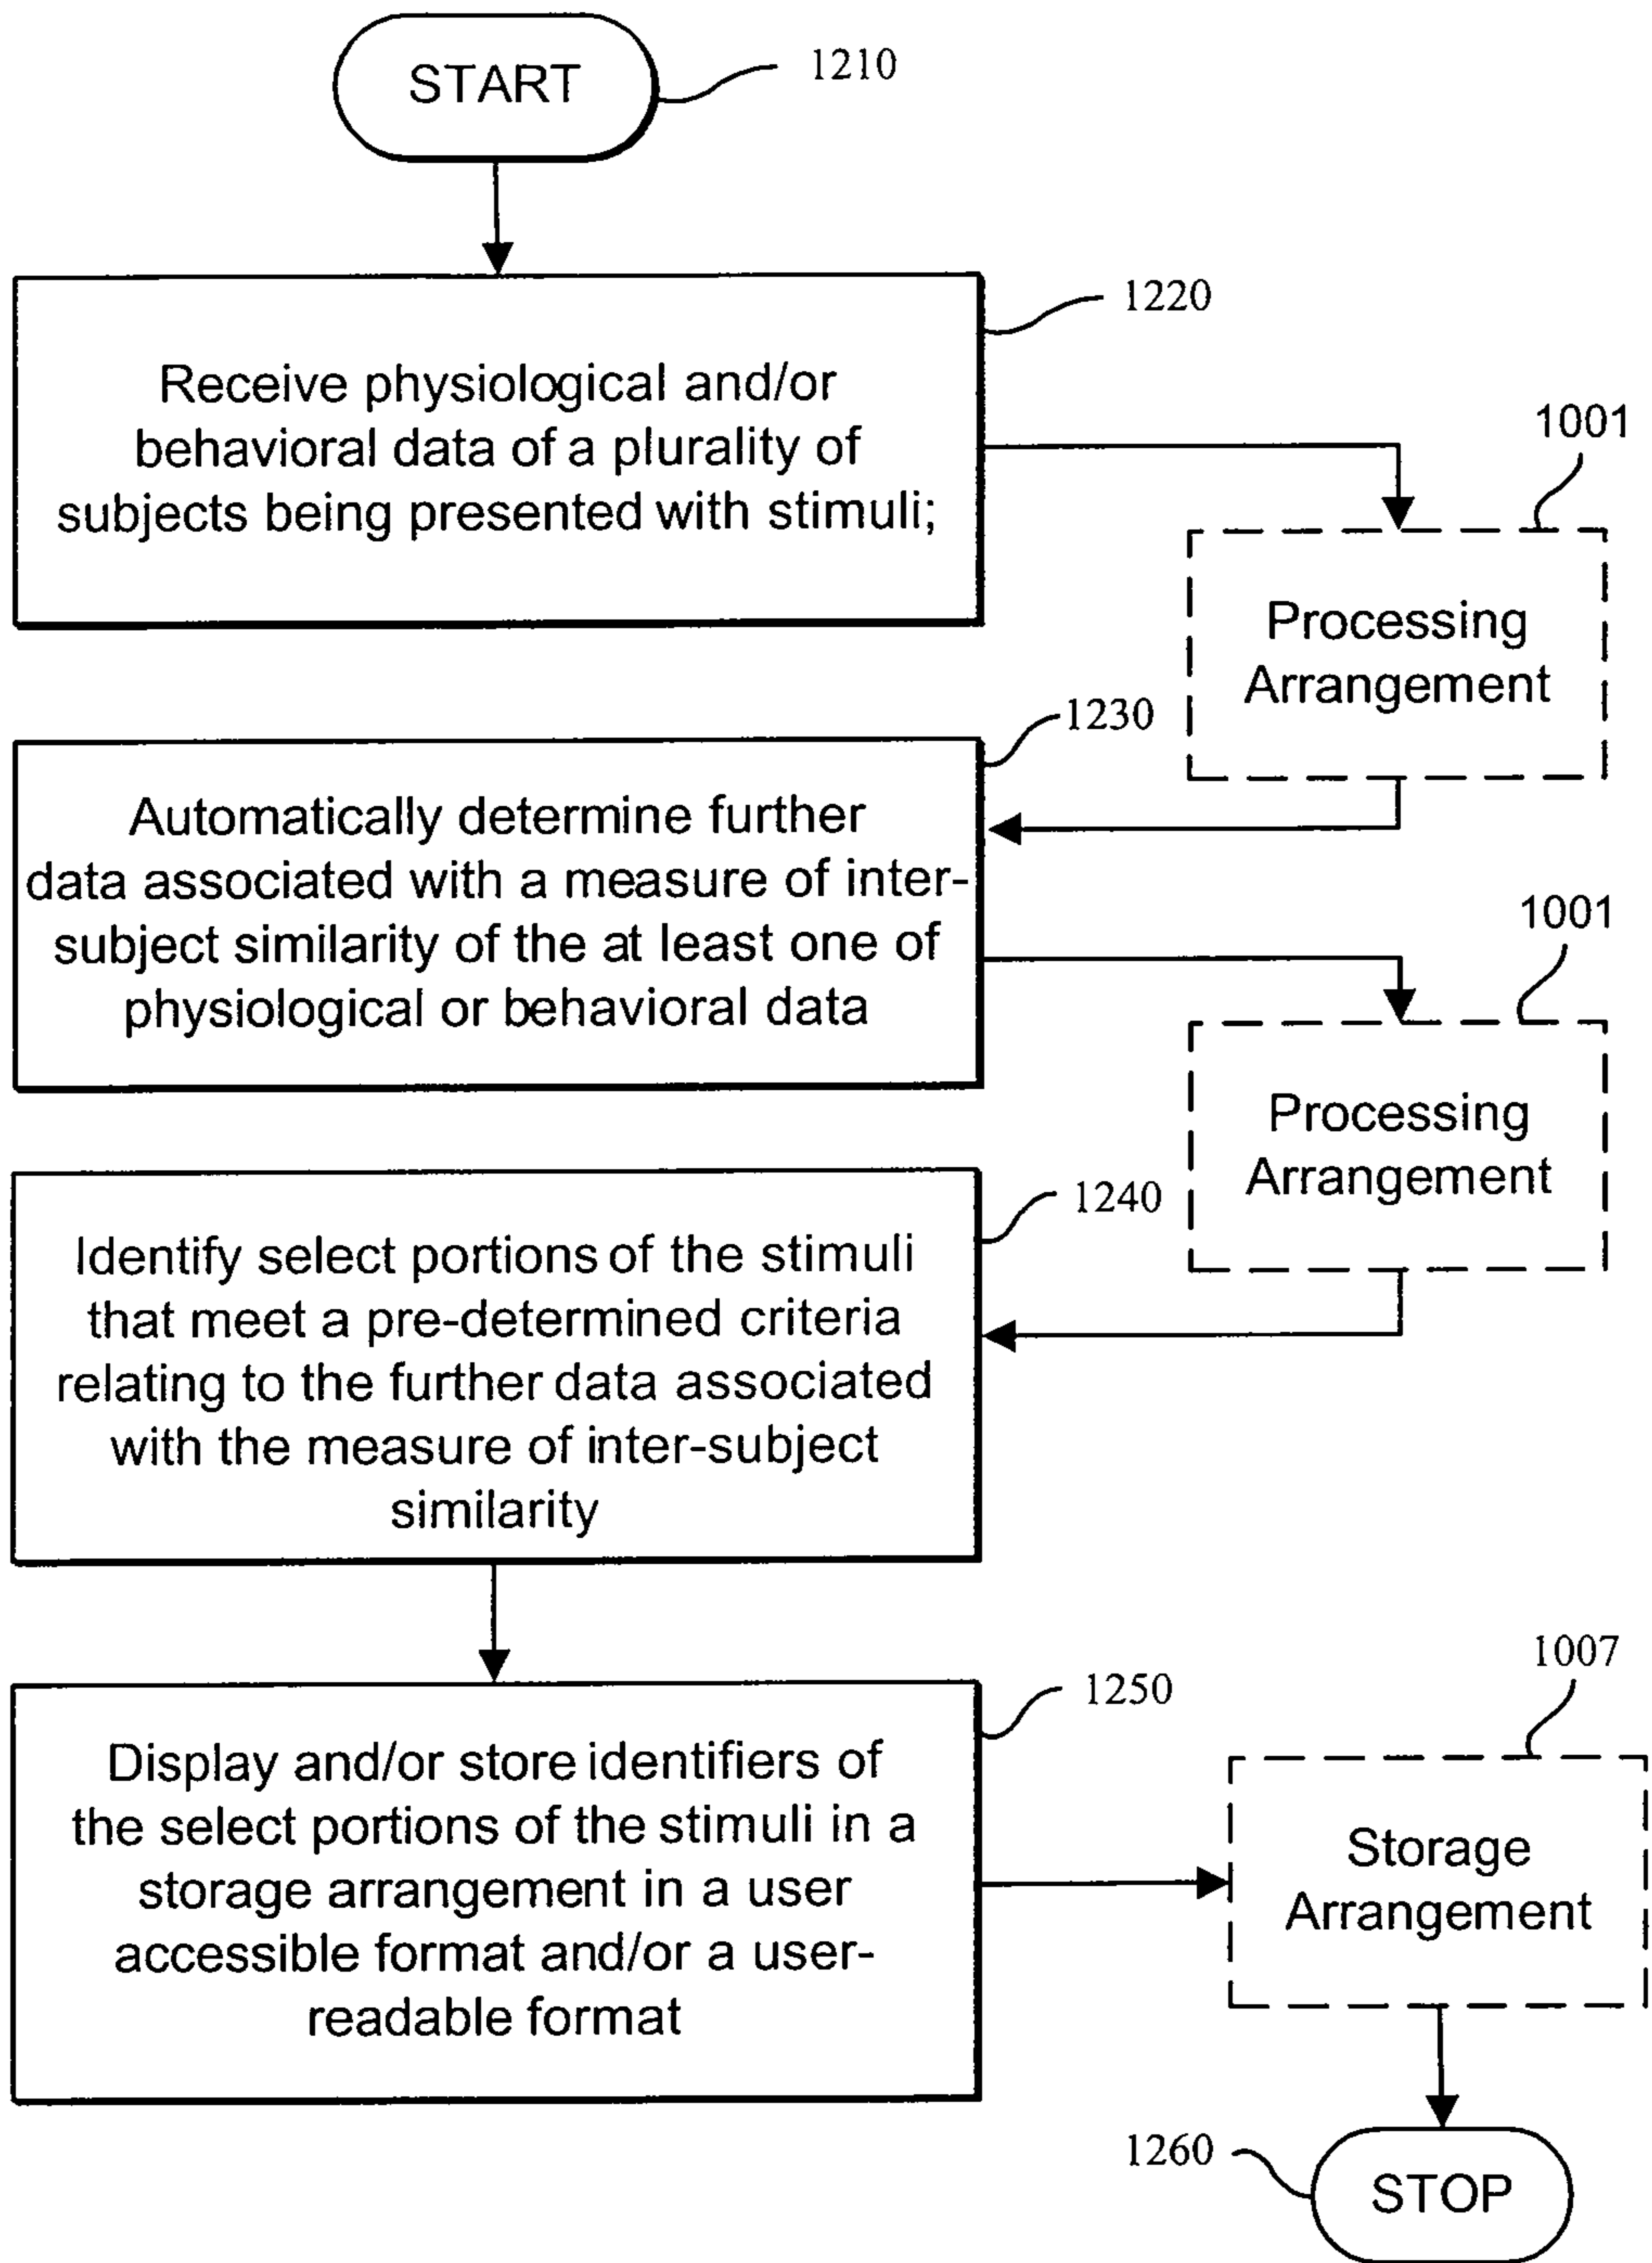 START
1210
1220
Receive physiological and/or
behavioral data of a plurality of
subjects being presented with stimuli;
1001
Processing
Arrangement
1230
Automatically determine further
data associated with a measure of inter-
subject similarity of the at least one of
physiological or behavioral data
1001
Processing
Arrangement
1240
Identify select portions of the stimuli
that meet a pre-determined criteria
relating to the further data associated
with the measure of inter-subject
similarity
1250
Display and/or store identifiers of
the select portions of the stimuli in a
storage arrangement in a user
accessible format and/or a user-
readable format
1007
Storage
Arrangement
1260
STOP